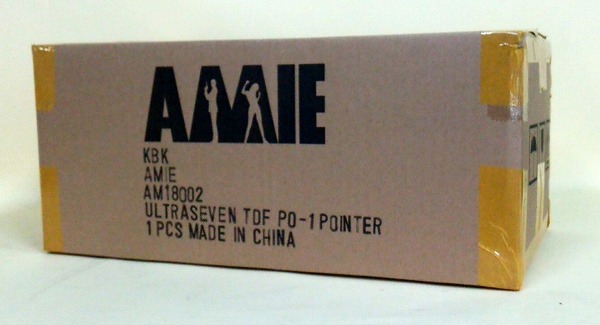 AMIE
KBK
AMIE
AM18002
ULTRASEVEN TDF PO-1 POINTER
1 PCS MADE IN CHINA